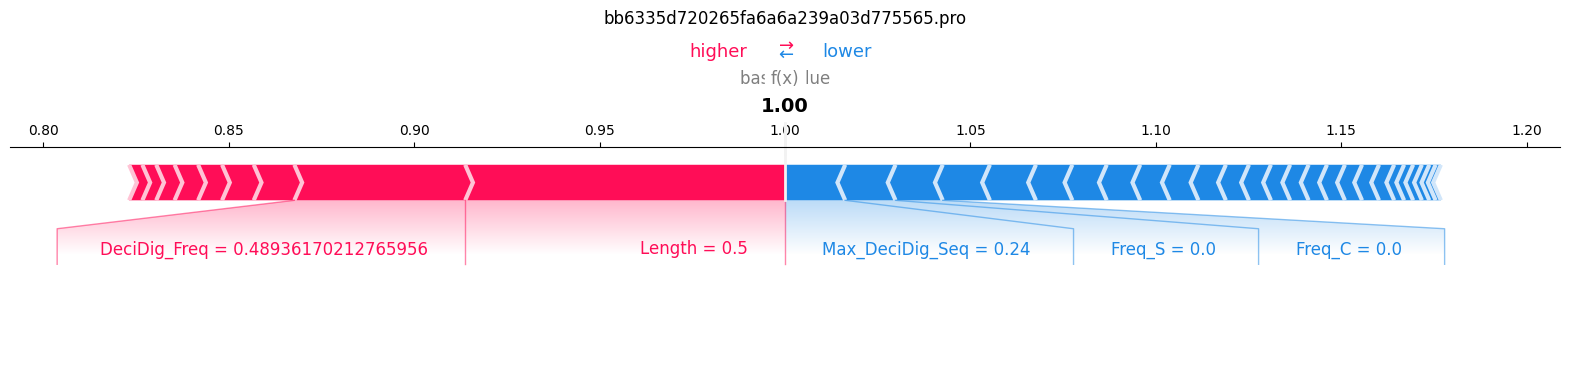 bb6335d720265fa6a6a239a03d775565.pro
higher → ← lower
f(x)
1.00
0.80 0.85 0.90 0.95 1.00 1.05 1.10 1.15 1.20
DeciDig_Freq = 0.48936170212765956 Length = 0.5 Max_DeciDig_Seq = 0.24 Freq_S = 0.0 Freq_C = 0.0